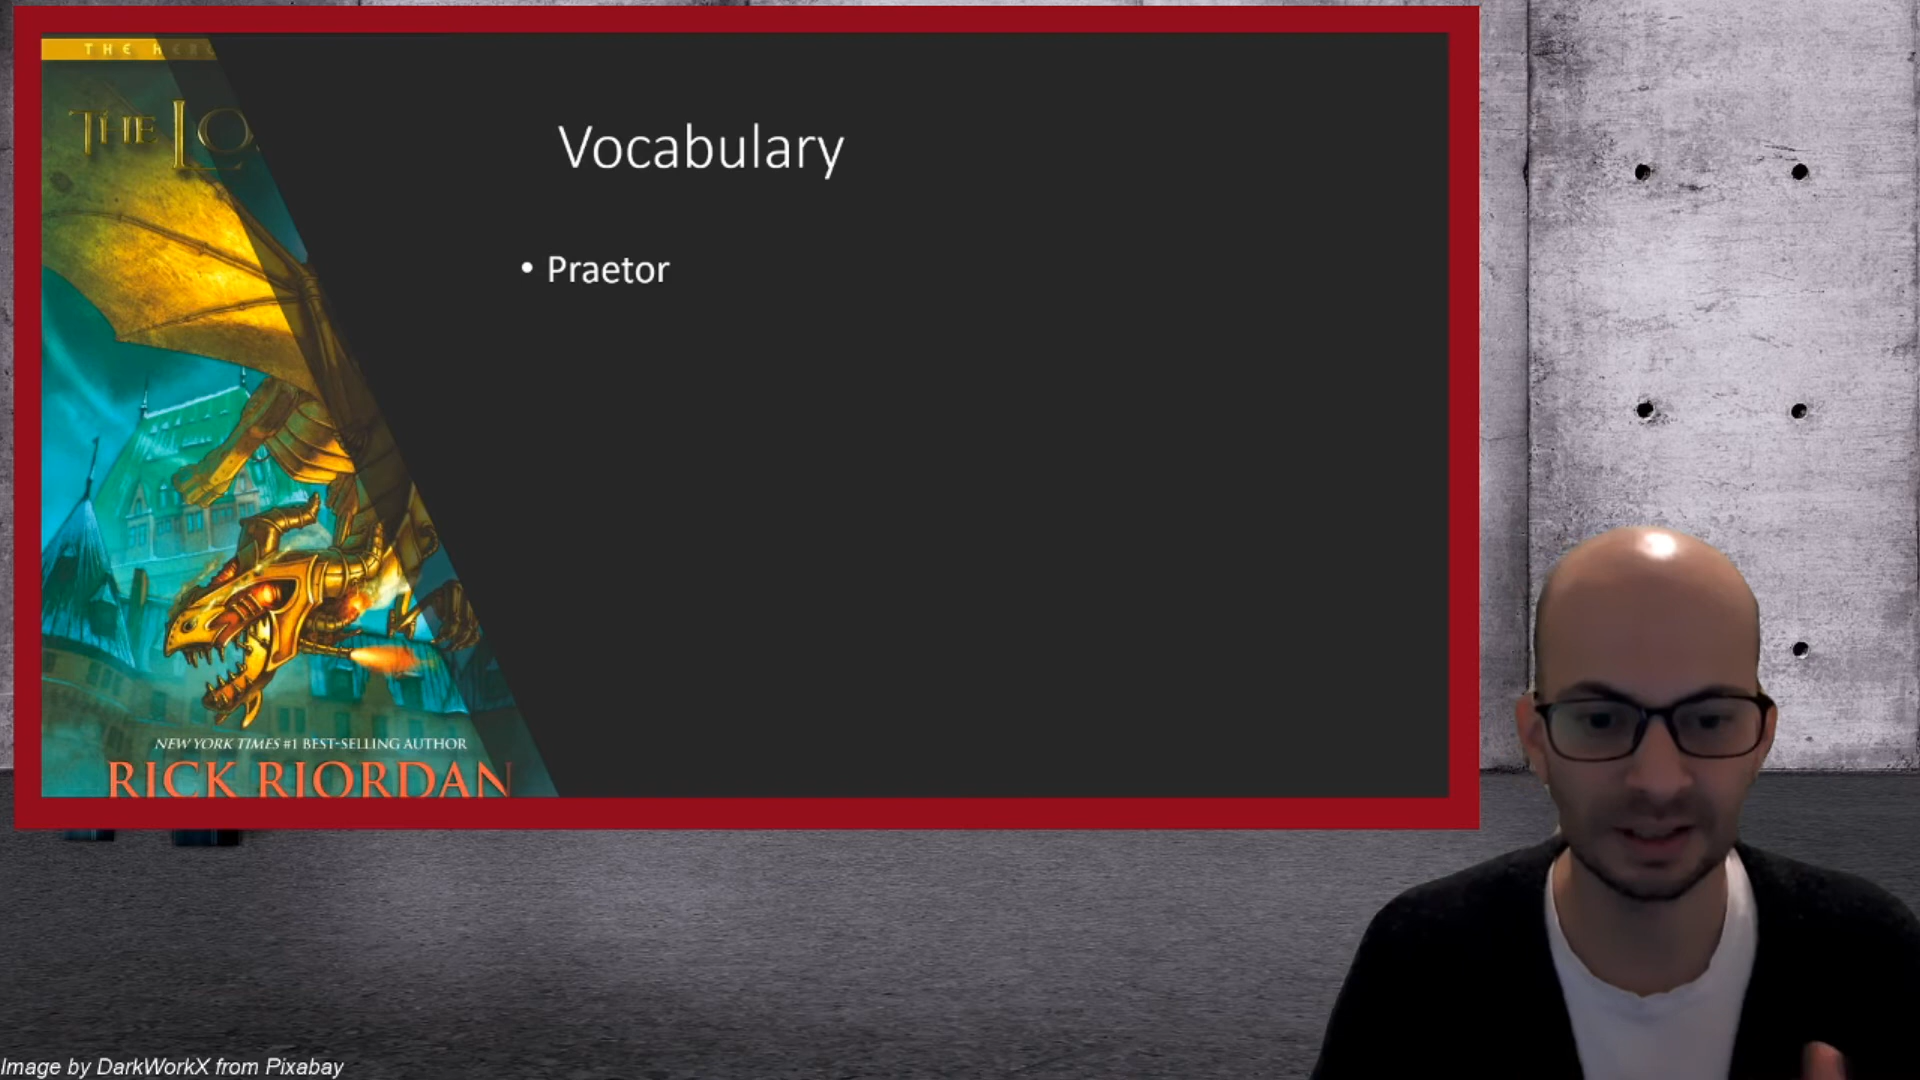 THE HERO
THE LO
Vocabulary
• Praetor
NEW YORK TIMES #1 BEST-SELLING AUTHOR
RICK RIORDAN
Image by DarkWorkX from Pixabay